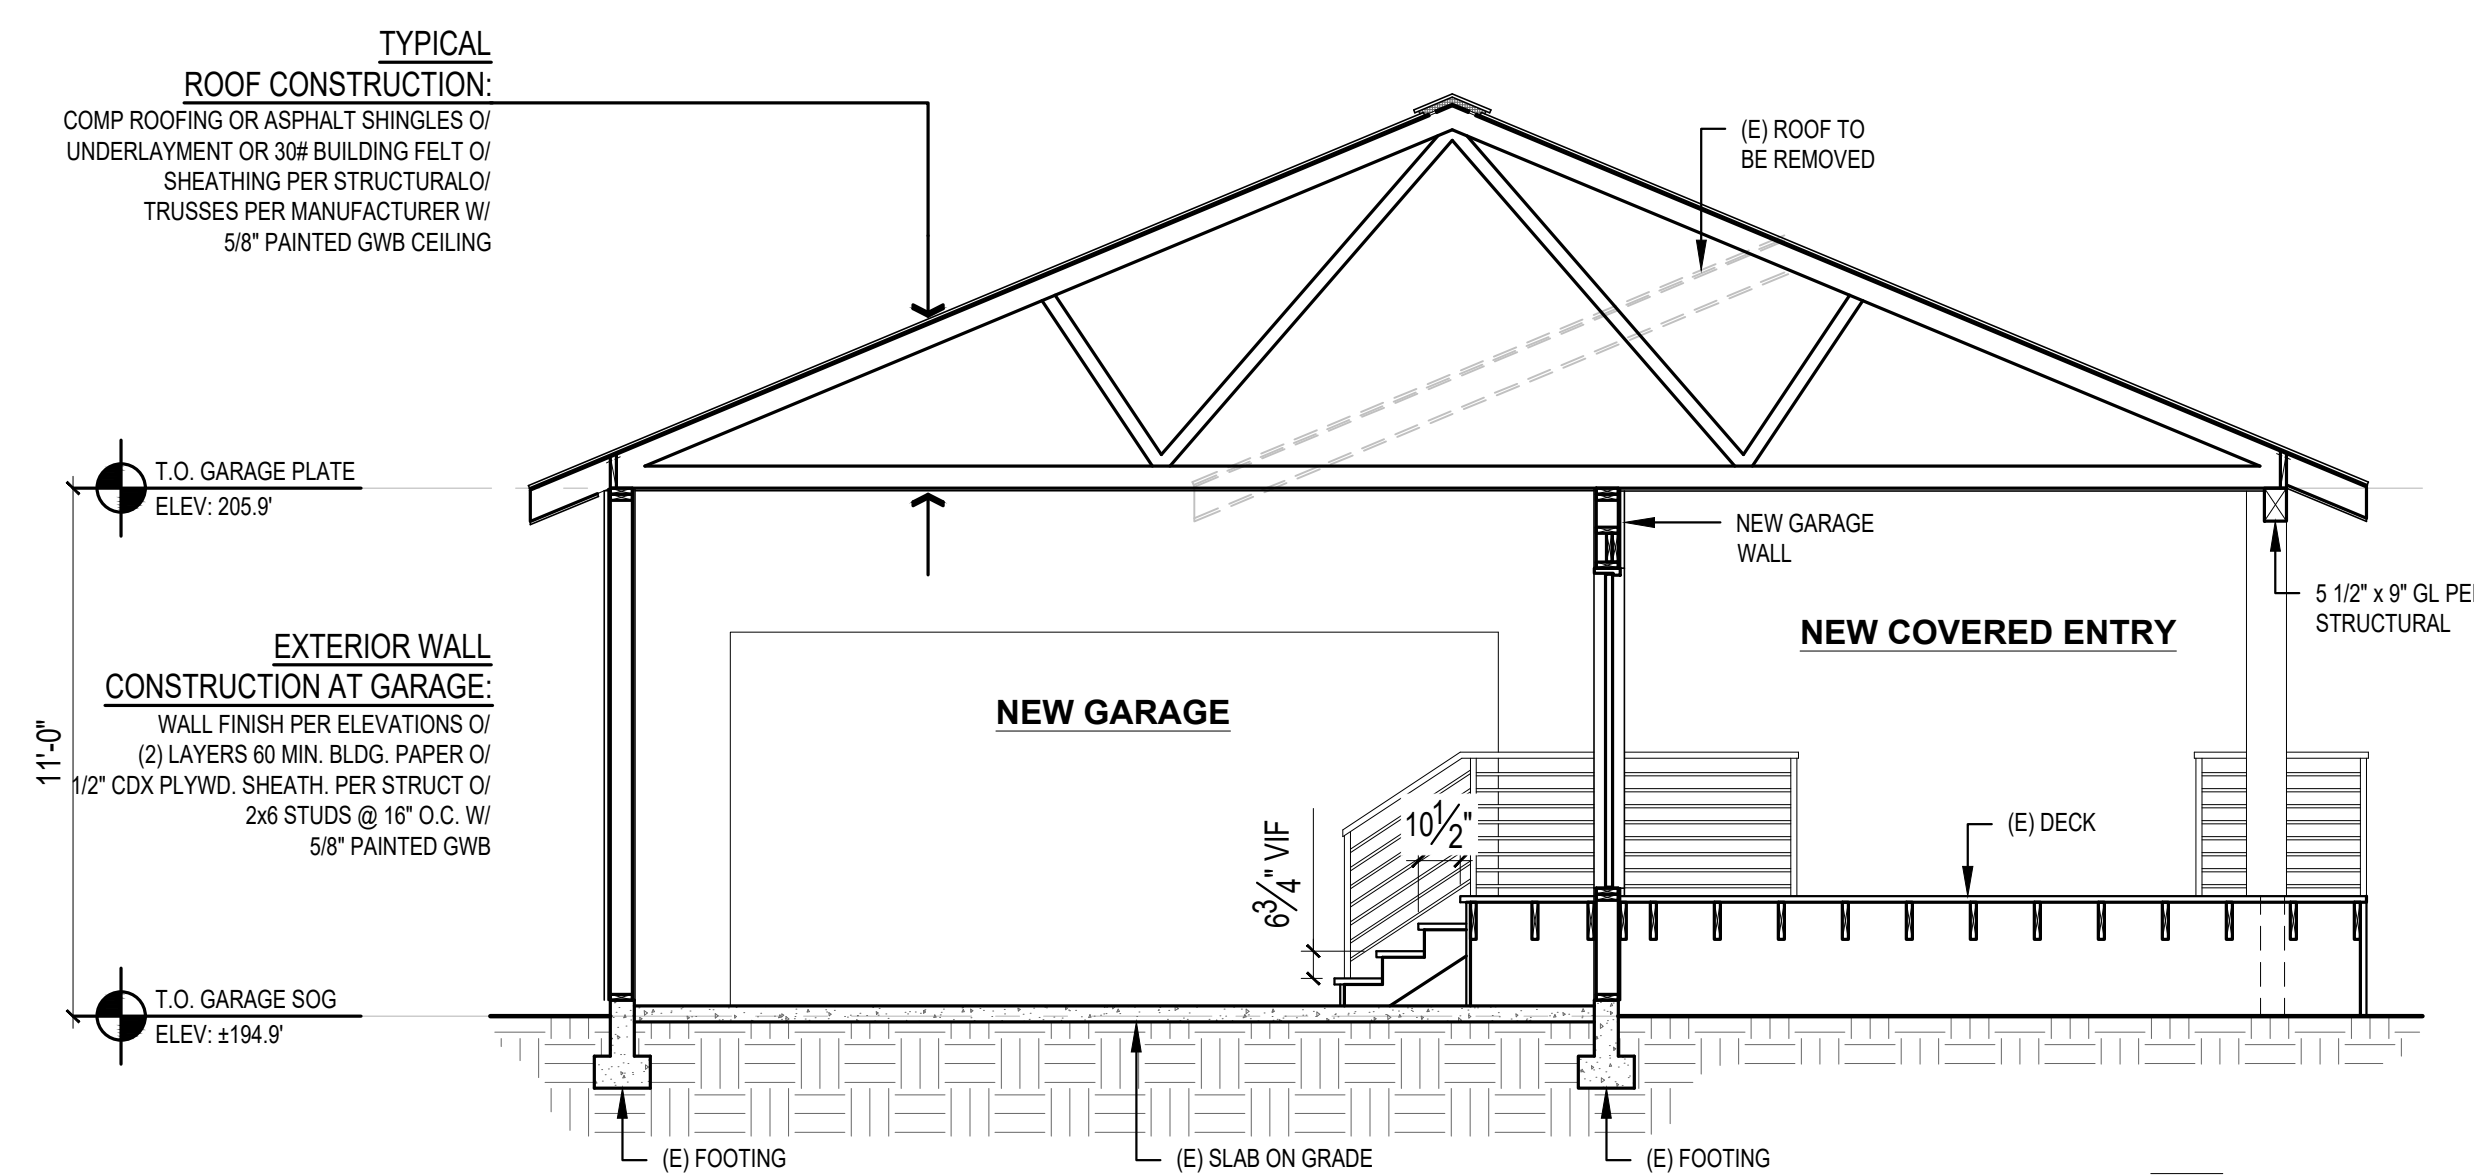 TYPICAL
ROOF CONSTRUCTION:
COMP ROOFING OR ASPHALT SHINGLES O/
UNDERLAYMENT OR 30# BUILDING FELT O/
SHEATHING PER STRUCTURALO/
TRUSSES PER MANUFACTURER W/
5/8" PAINTED GWB CEILING
(E) ROOF TO
BE REMOVED
T.O. GARAGE PLATE
ELEV: 205.9'
NEW GARAGE
WALL
5 1/2" x 9" GL PE
STRUCTURAL
NEW COVERED ENTRY
EXTERIOR WALL
CONSTRUCTION AT GARAGE:
WALL FINISH PER ELEVATIONS O/
(2) LAYERS 60 MIN. BLDG. PAPER O/
1/2" CDX PLYWD. SHEATH. PER STRUCT O/
2x6 STUDS @ 16" O.C. W/
5/8" PAINTED GWB
11'-0"
NEW GARAGE
10 1/2"
6 3/4" VIF
(E) DECK
T.O. GARAGE SOG
ELEV: ±194.9'
(E) FOOTING
(E) SLAB ON GRADE
(E) FOOTING